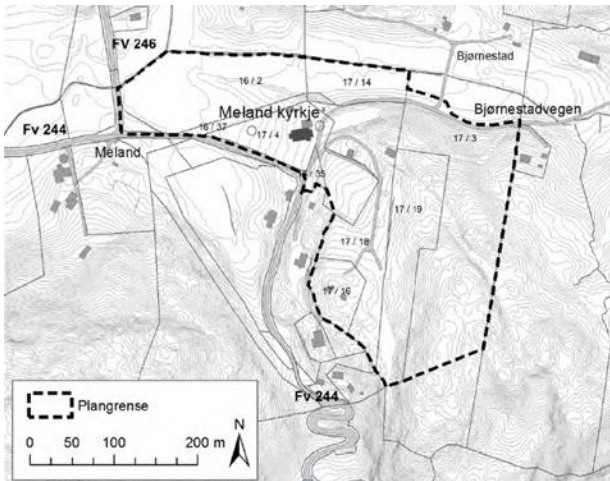 FV 246
Bjørnestad
16 / 2
17 / 14
Meland kyrkje
Bjørnestadvegen
Fv 244
16 / 37
17 / 4
17 / 3
Meland
35
17 / 19
17 / 18
17 / 16
Fv 244
Plangrense
N
0 50 100 200 m